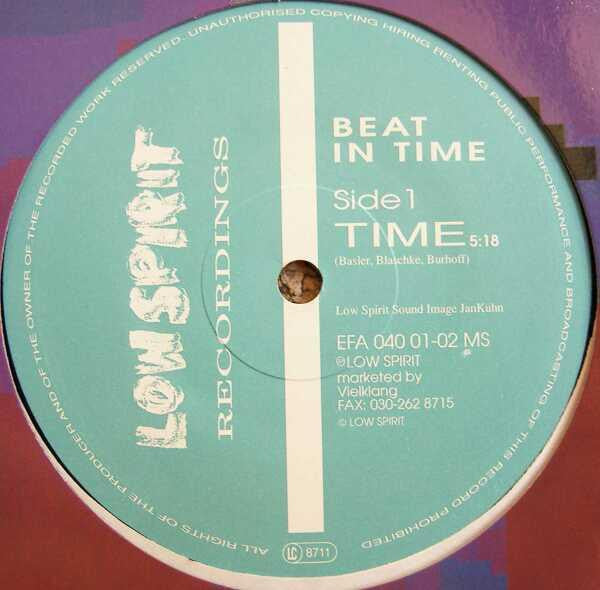 ALL RIGHTS OF THE PRODUCER AND OF THE OWNER OF THE RECORDED WORK RESERVED. UNAUTHORISED COPYING HIRING RENTING PUBLIC PERFORMANCE AND BROADCASTING OF THIS RECORD PROHIBITED
LOW SPIRIT
RECORDINGS
BEAT
IN TIME
Side 1
TIME 5:18
(Basler, Blaschke, Burhoff)
Low Spirit Sound Image JanKuhn
EFA 040 01-02 MS
℗LOW SPIRIT
marketed by
Vielklang
FAX: 030-262 8715
© LOW SPIRIT
LC 8711